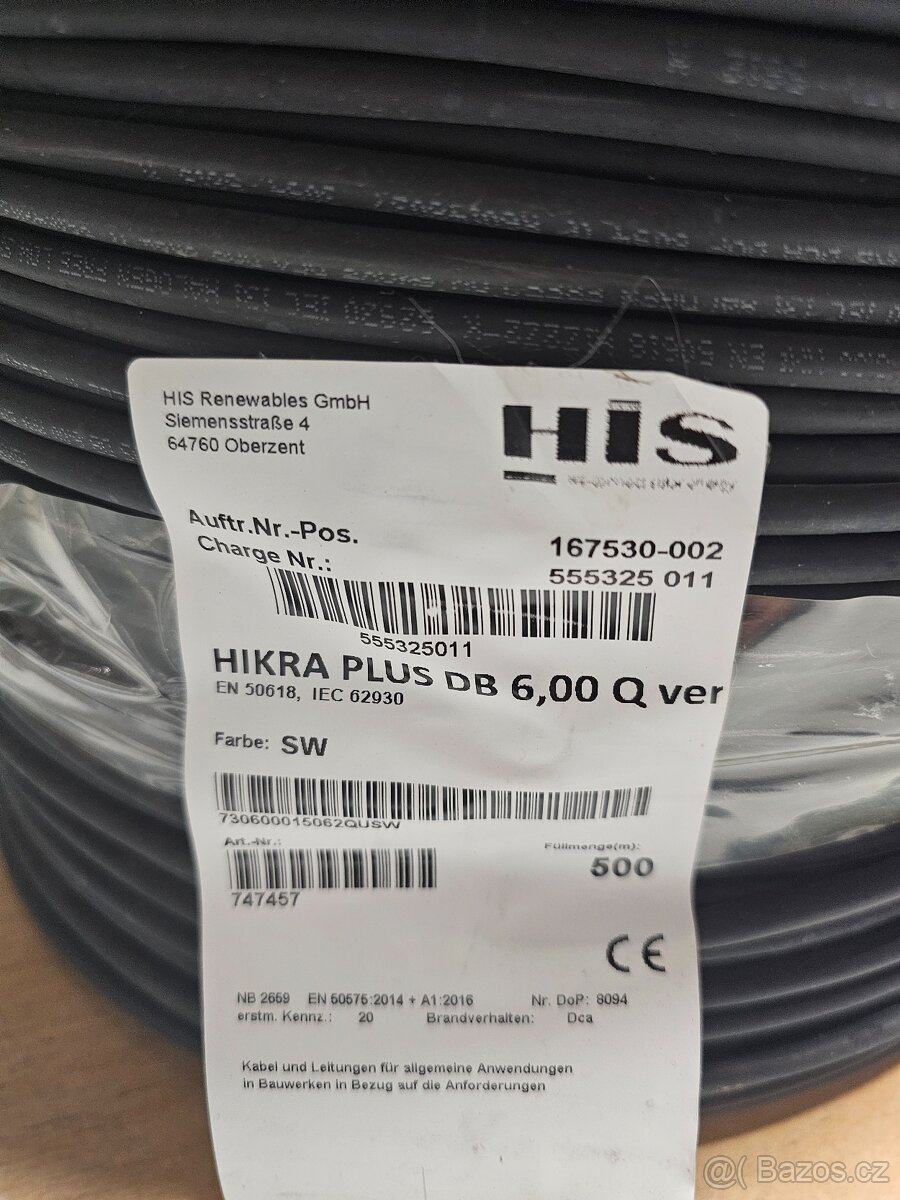 HIS Renewables GmbH
Siemensstraße 4
64760 Oberzent
HIS
Auftr.Nr.-Pos. 167530-002
Charge Nr.: 555325 011
555325011
HIKRA PLUS DB 6,00 Q ver
EN 50618, IEC 62930
Farbe: SW
730600015062QUSW
Art.-Nr.: Füllmenge(m):
500
747457
CE
NB 2659 EN 50575:2014 + A1:2016 Nr. DoP: 8094
erstm. Kennz.: 20 Brandverhalten: Dca
Kabel und Leitungen für allgemeine Anwendungen
in Bauwerken in Bezug auf die Anforderungen
Bazos.cz